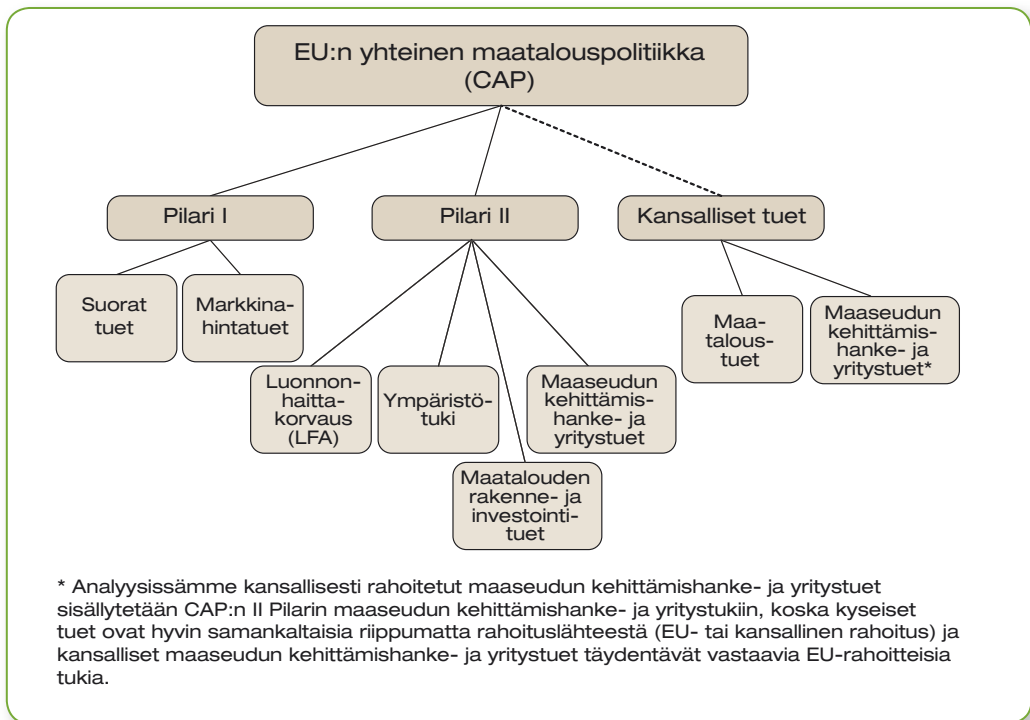 EU:n yhteinen maatalouspolitiikka
(CAP)
Pilari I
Pilari II
Kansalliset tuet
Suorat
tuet
Markkina-
hintatuet
Maa-
talous-
tuet
Maaseudun
kehittämis-
hanke- ja
yritystuet*
Luonnon-
haitta-
korvaus
(LFA)
Ympäristö-
tuki
Maaseudun
kehittämis-
hanke- ja
yritystuet
Maatalouden
rakenne- ja
investointi-
tuet
* Analyysissämme kansallisesti rahoitetut maaseudun kehittämishanke- ja yritystuet
sisällytetään CAP:n II Pilarin maaseudun kehittämishanke- ja yritystukiin, koska kyseiset
tuet ovat hyvin samankaltaisia riippumatta rahoituslähteestä (EU- tai kansallinen rahoitus) ja
kansalliset maaseudun kehittämishanke- ja yritystuet täydentävät vastaavia EU-rahoitteisia
tukia.